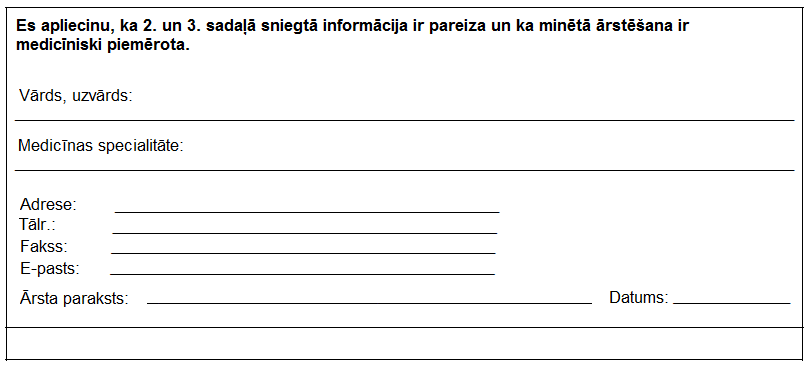 Es apliecinu, ka 2. un 3. sadaļā sniegtā informācija ir pareiza un ka minētā ārstēšana ir
medicīniski piemērota.
Vārds, uzvārds:
Medicīnas specialitāte:
Adrese:
Tālr.:
Fakss:
E-pasts:
Ārsta paraksts: Datums: